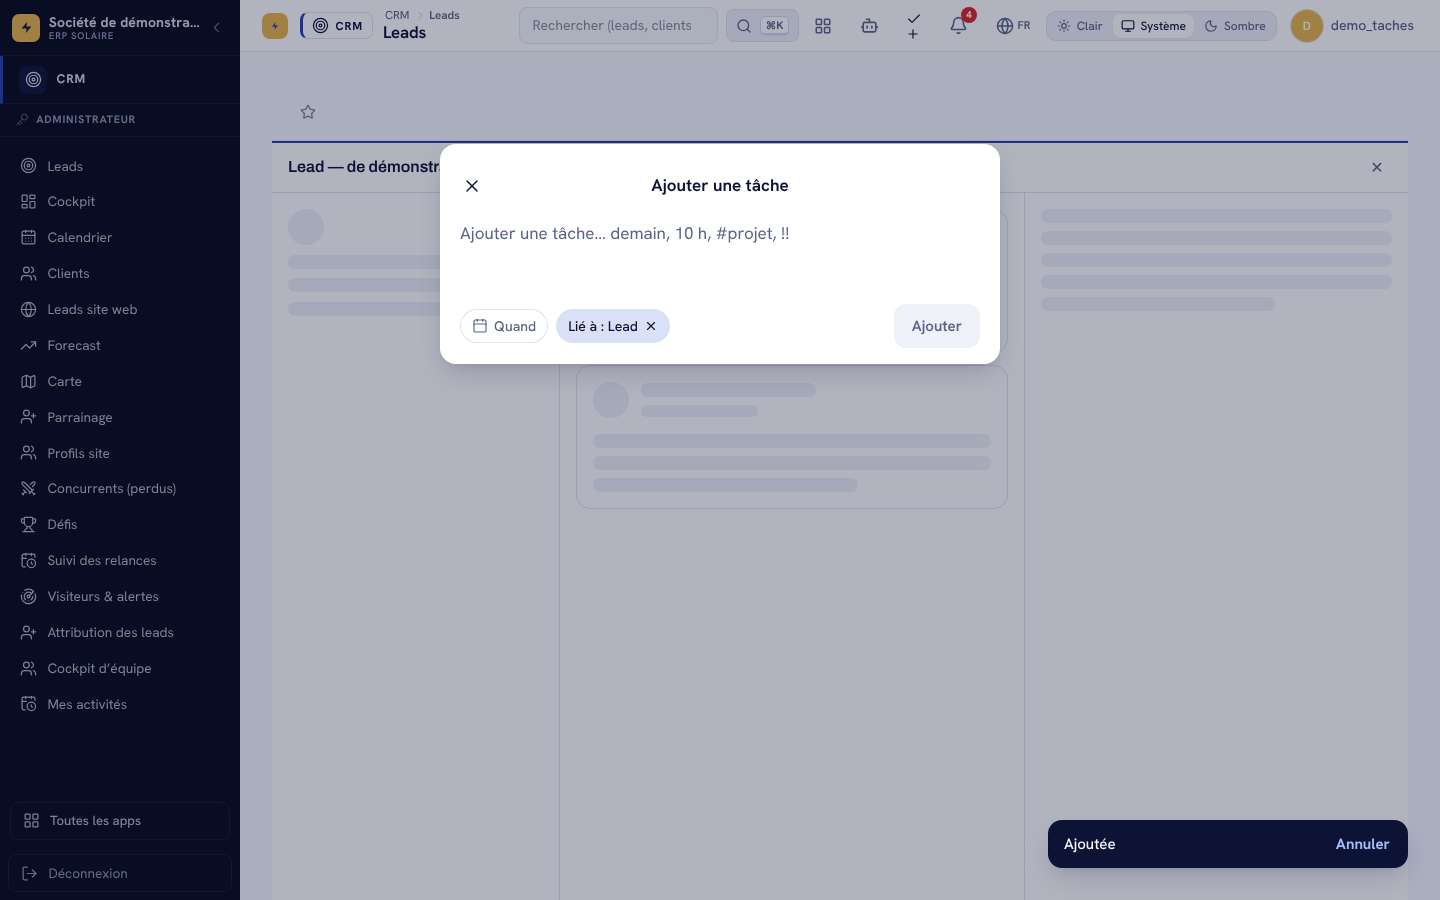 Société de démonstra...
ERP SOLAIRE
CRM
ADMINISTRATEUR
Leads
Cockpit
Calendrier
Clients
Leads site web
Forecast
Carte
Parrainage
Profils site
Concurrents (perdus)
Défis
Suivi des relances
Visiteurs & alertes
Attribution des leads
Cockpit d’équipe
Mes activités
Toutes les apps
Déconnexion
CRM
CRM > Leads
Leads
Rechercher (leads, clients
⌘K
4
FR
Clair
Système
Sombre
D
demo_taches
Lead — de démonstr
Ajouter une tâche
Ajouter une tâche… demain, 10 h, #projet, !!
Quand
Lié à : Lead
Ajouter
Ajoutée
Annuler